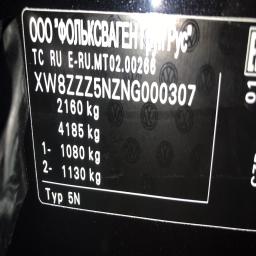 ООО "ФОЛЬКСВАГЕН Груп Рус"
TC RU E-RU.MT02.00266
XW8ZZZ5NZNG000307
2160 kg
4185 kg
1- 1080 kg
2- 1130 kg
Typ 5N